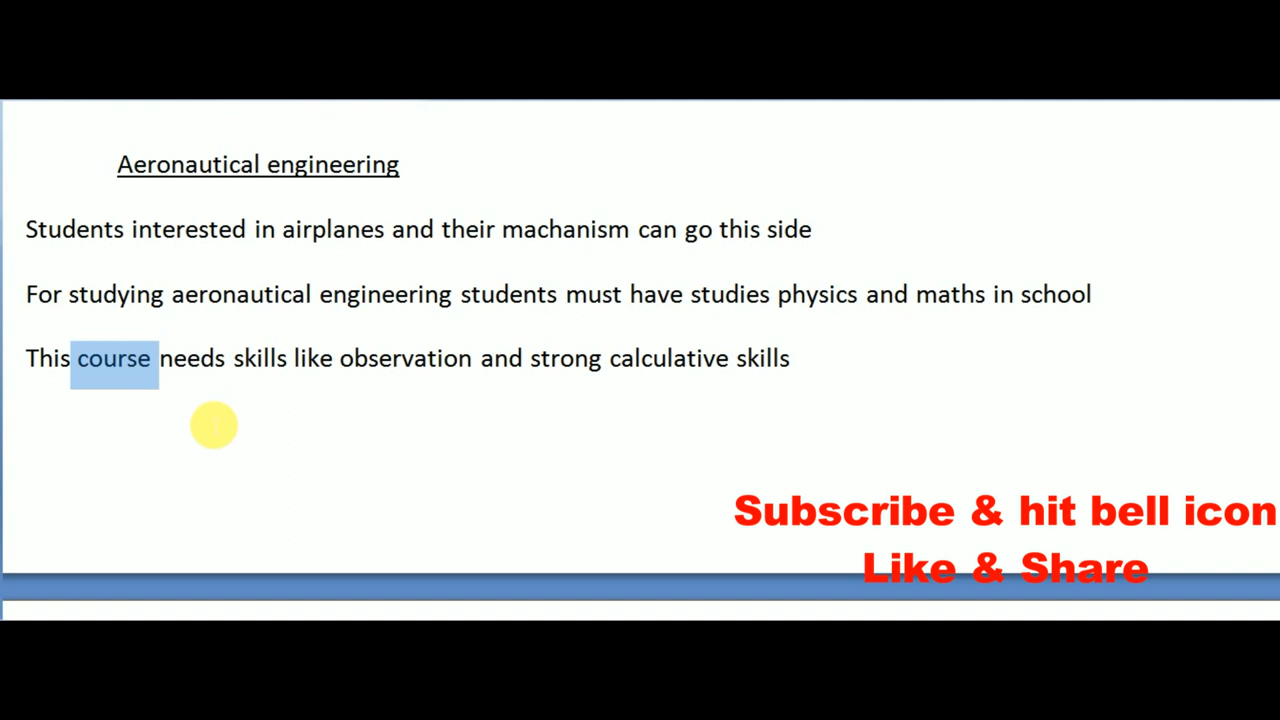 Aeronautical engineering
Students interested in airplanes and their machanism can go this side
For studying aeronautical engineering students must have studies physics and maths in school
This course needs skills like observation and strong calculative skills
Subscribe & hit bell icon
Like & Share